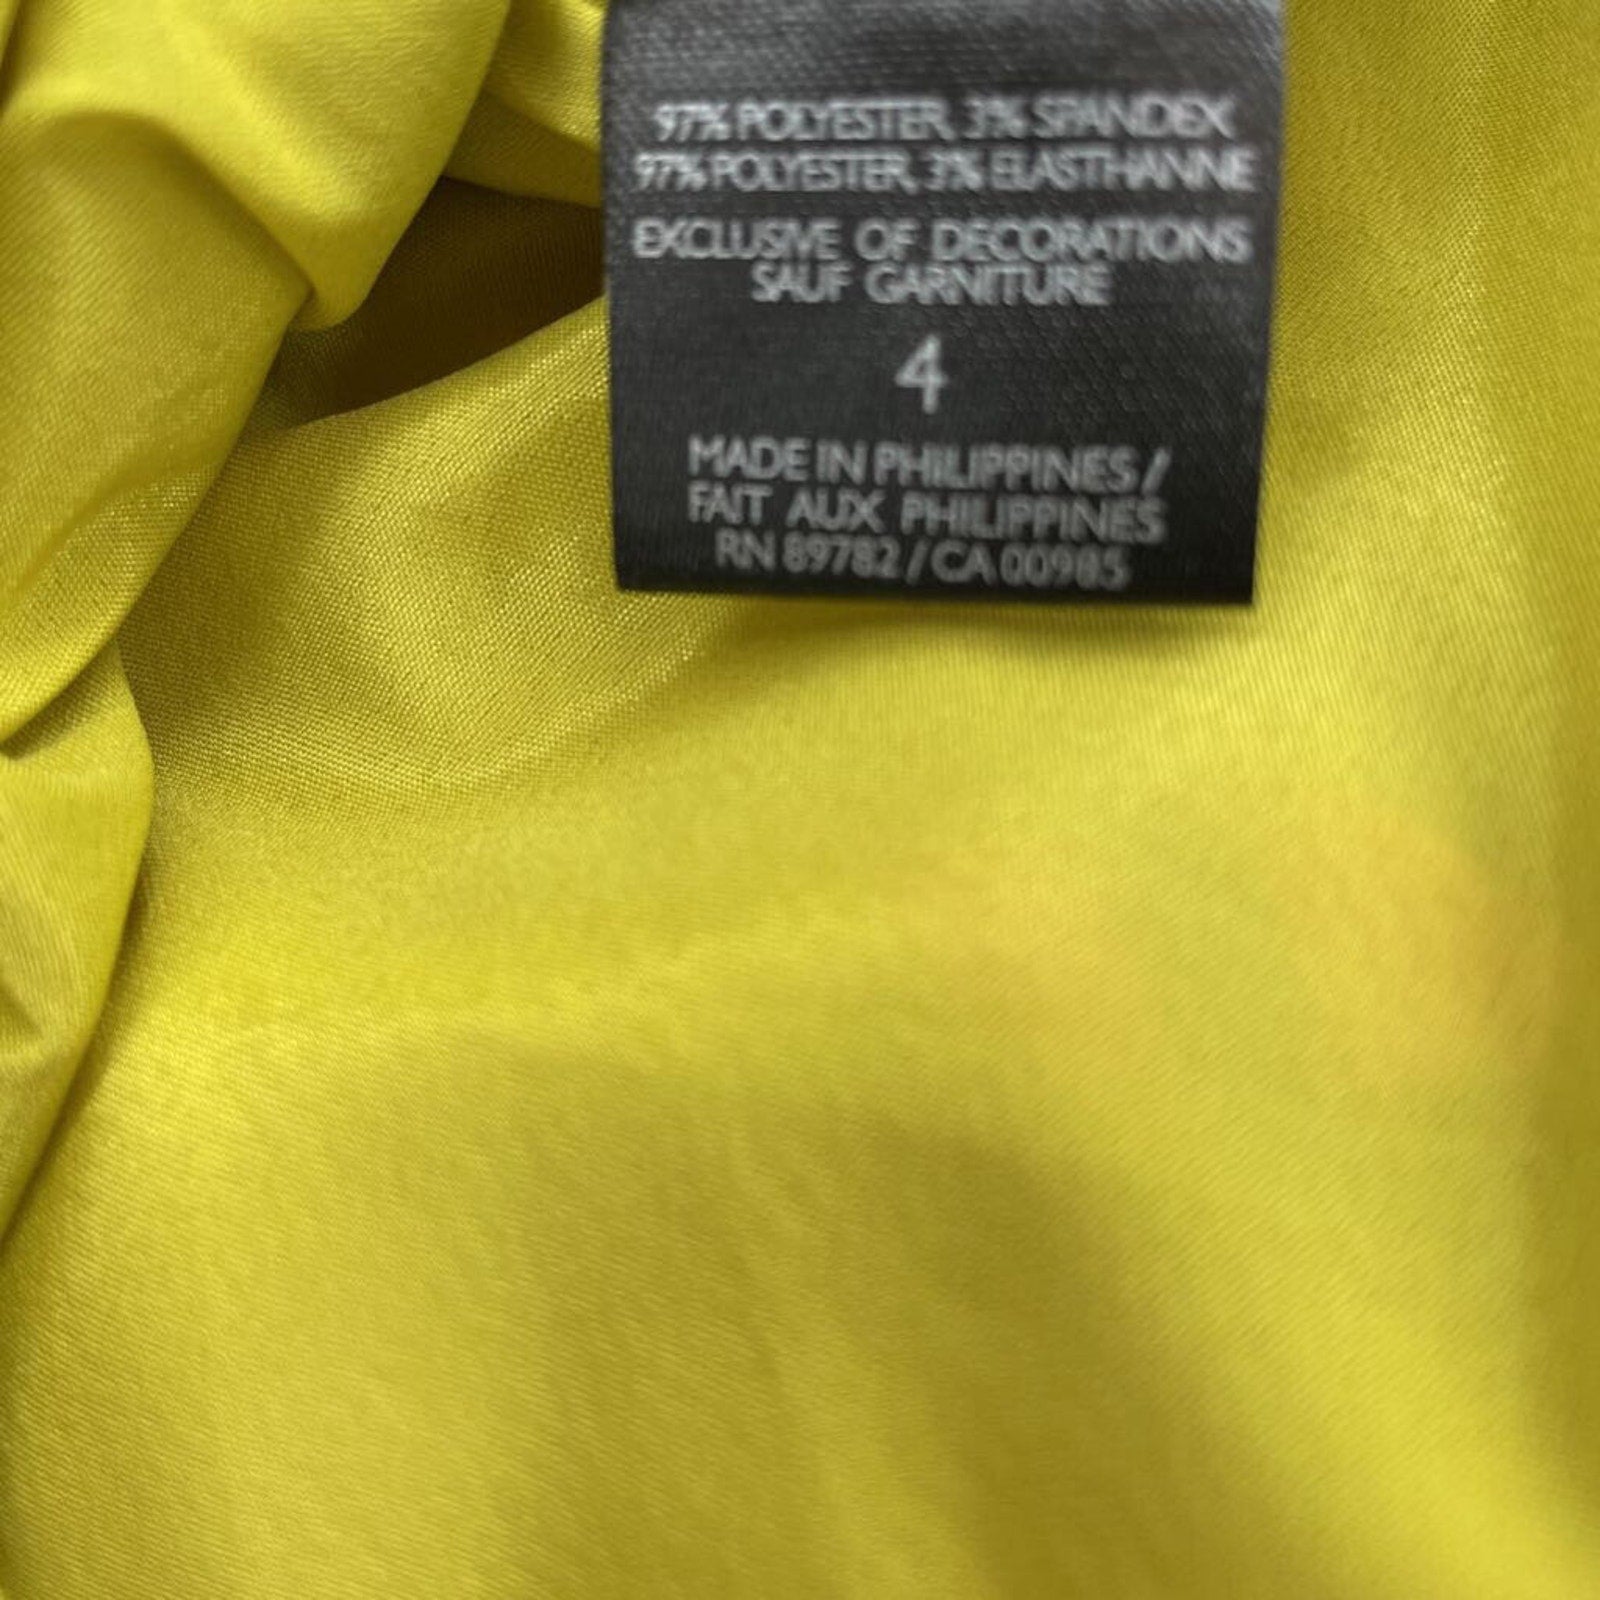 97% POLYESTER, 3% SPANDEX
97% POLYESTER, 3% ELASTHANNE
EXCLUSIVE OF DECORATIONS
SAUF GARNITURE
4
MADE IN PHILIPPINES /
FAIT AUX PHILIPPINES
RN 89782 / CA 00985